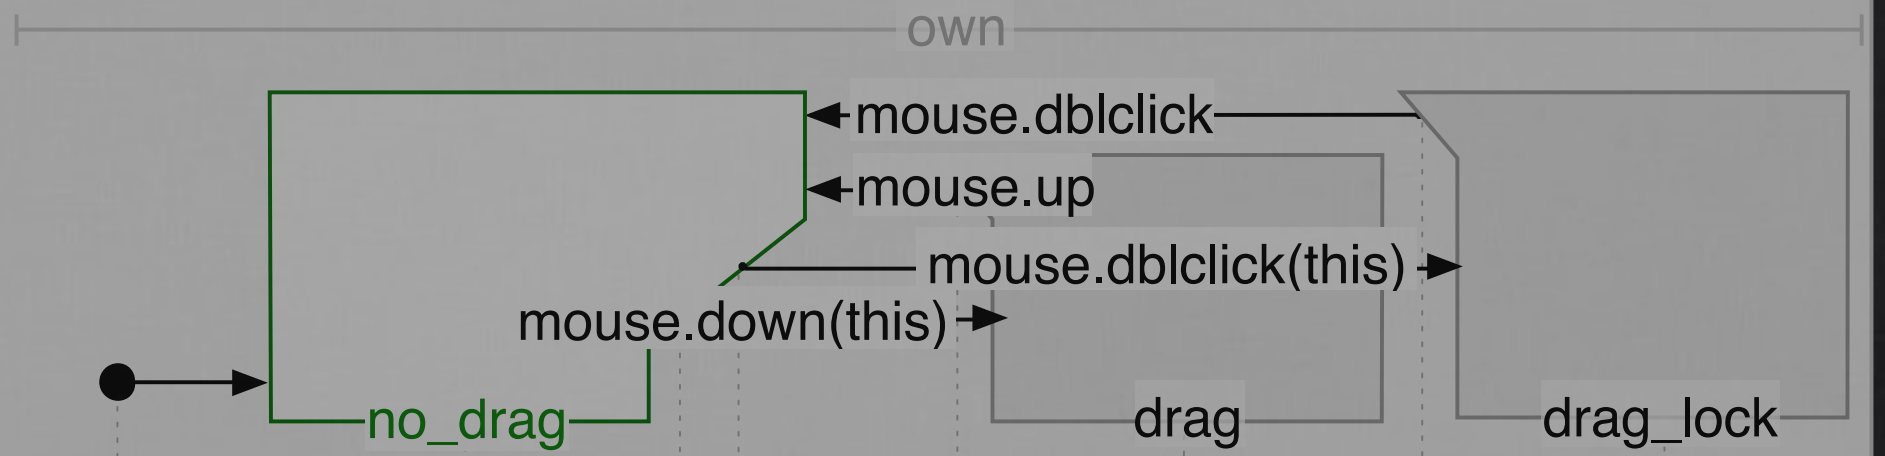 own
mouse.dblclick
mouse.up
mouse.dblclick(this)
mouse.down(this)
no_drag
drag
drag_lock